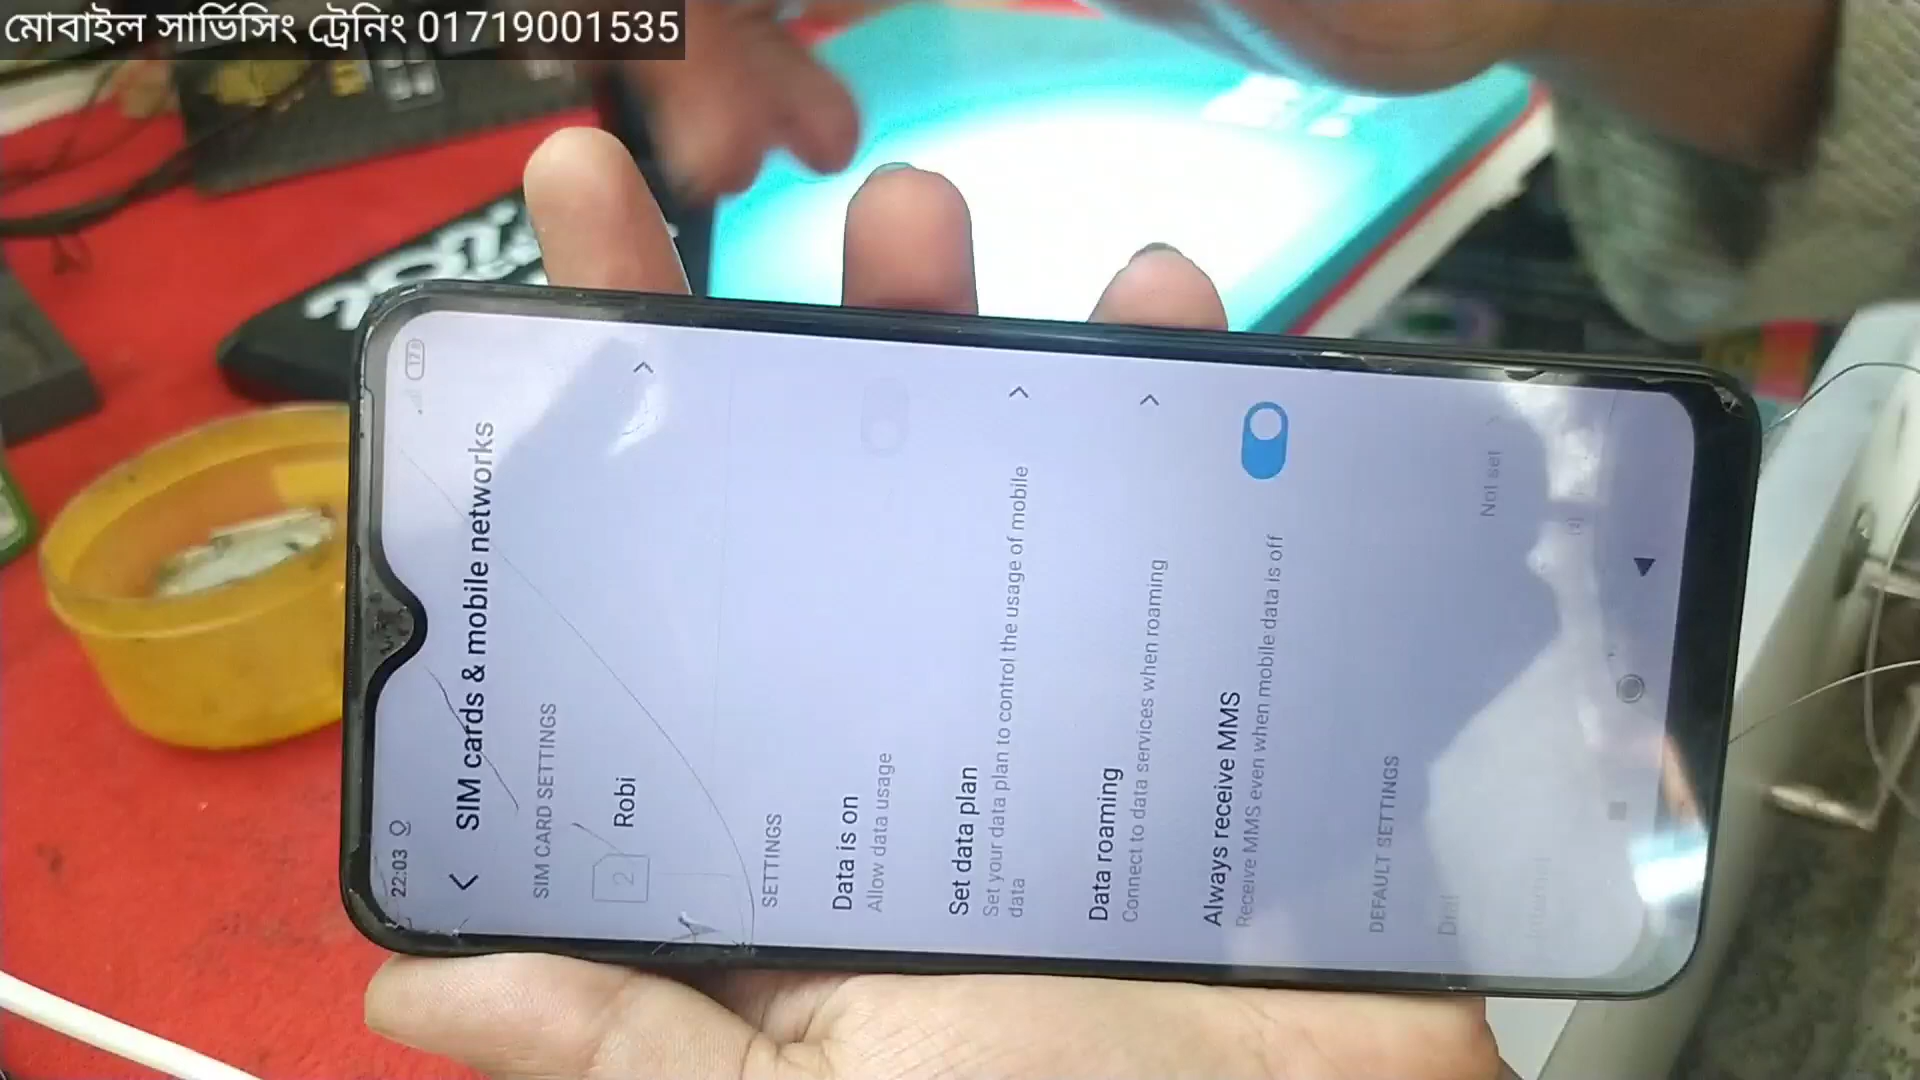 মোবাইল সার্ভিসিং ট্রেনিং 01719001535
22:03
SIM cards & mobile networks
SIM CARD SETTINGS
2
Robi
SETTINGS
Data is on
Allow data usage
Set data plan
Set your data plan to control the usage of mobile
data
Data roaming
Connect to data services when roaming
Always receive MMS
Receive MMS even when mobile data is off
DEFAULT SETTINGS
Not set